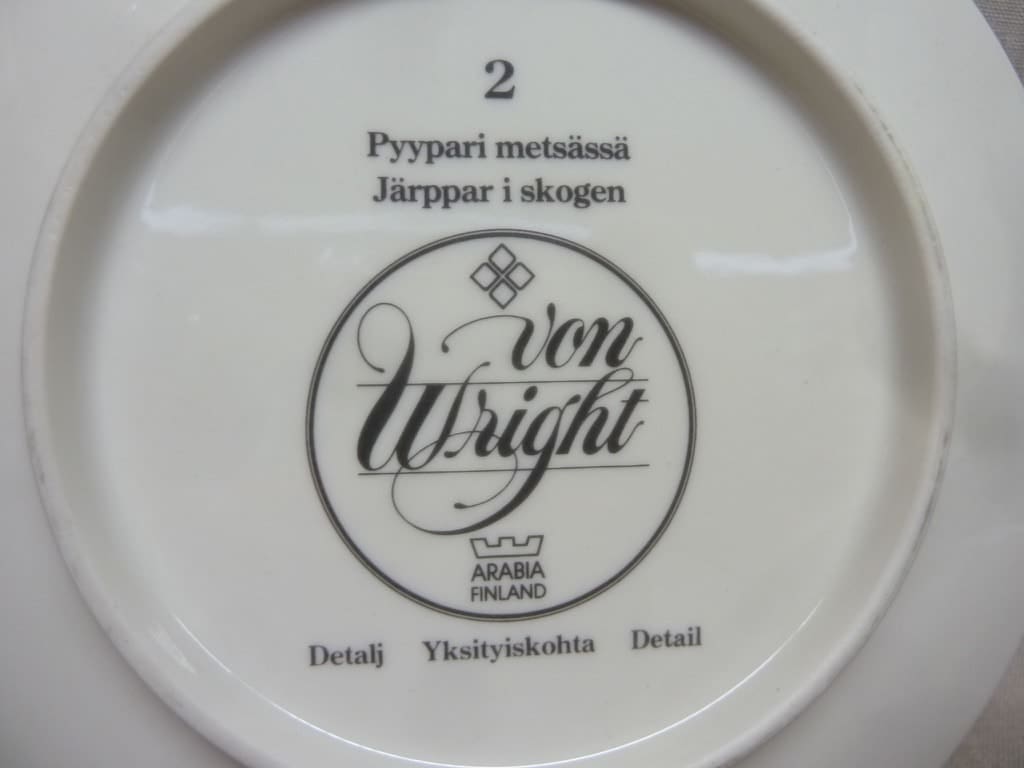 2
Pyypari metsässä
Järppar i skogen
von
Wright
ARABIA
FINLAND
Detalj Yksityiskohta Detail